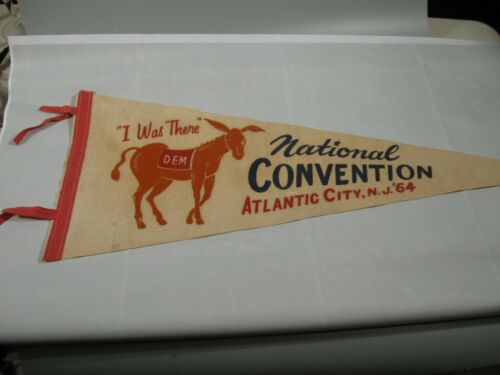 "I Was There"
DEM
National
CONVENTION
ATLANTIC CITY, N.J. '64